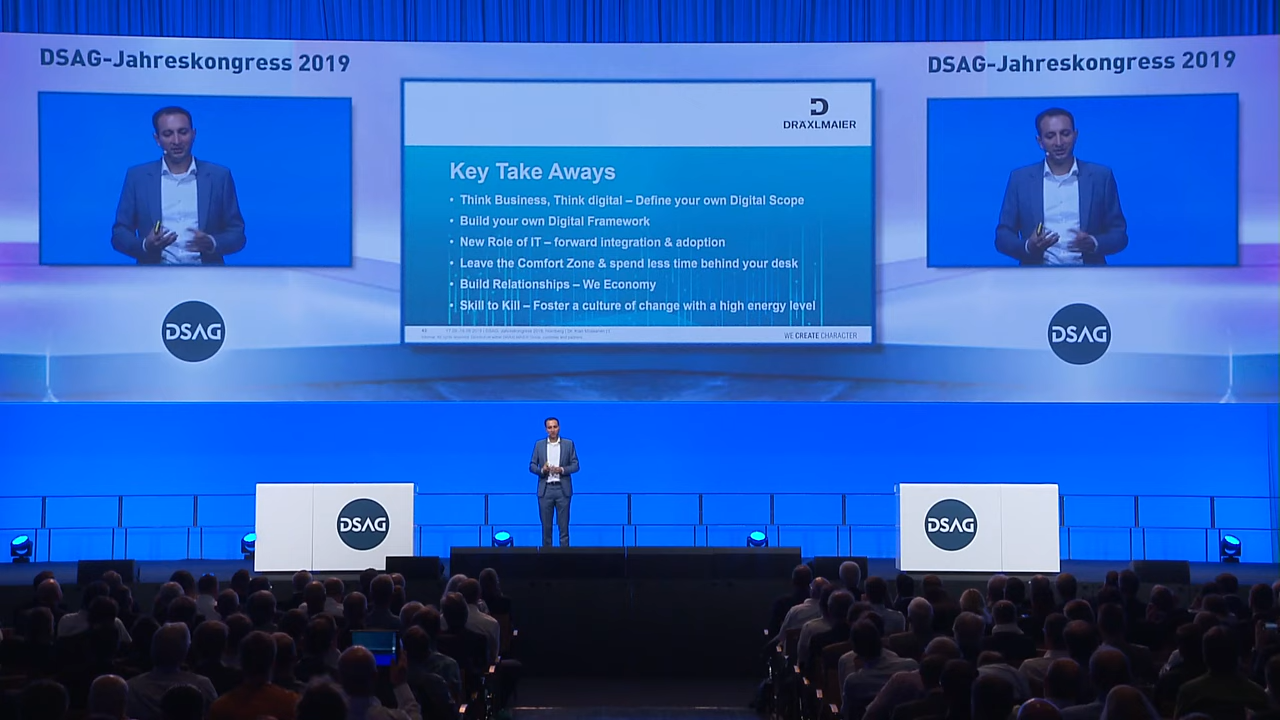 DSAG-Jahreskongress 2019
DSAG-Jahreskongress 2019
DRÄXLMAIER
Key Take Aways
• Think Business, Think digital – Define your own Digital Scope
• Build your own Digital Framework
• New Role of IT – forward integration & adoption
• Leave the Comfort Zone & spend less time behind your desk
• Build Relationships – We Economy
• Skill to Kill – Foster a culture of change with a high energy level
WE CREATE CHARACTER
DSAG
DSAG
DSAG
DSAG